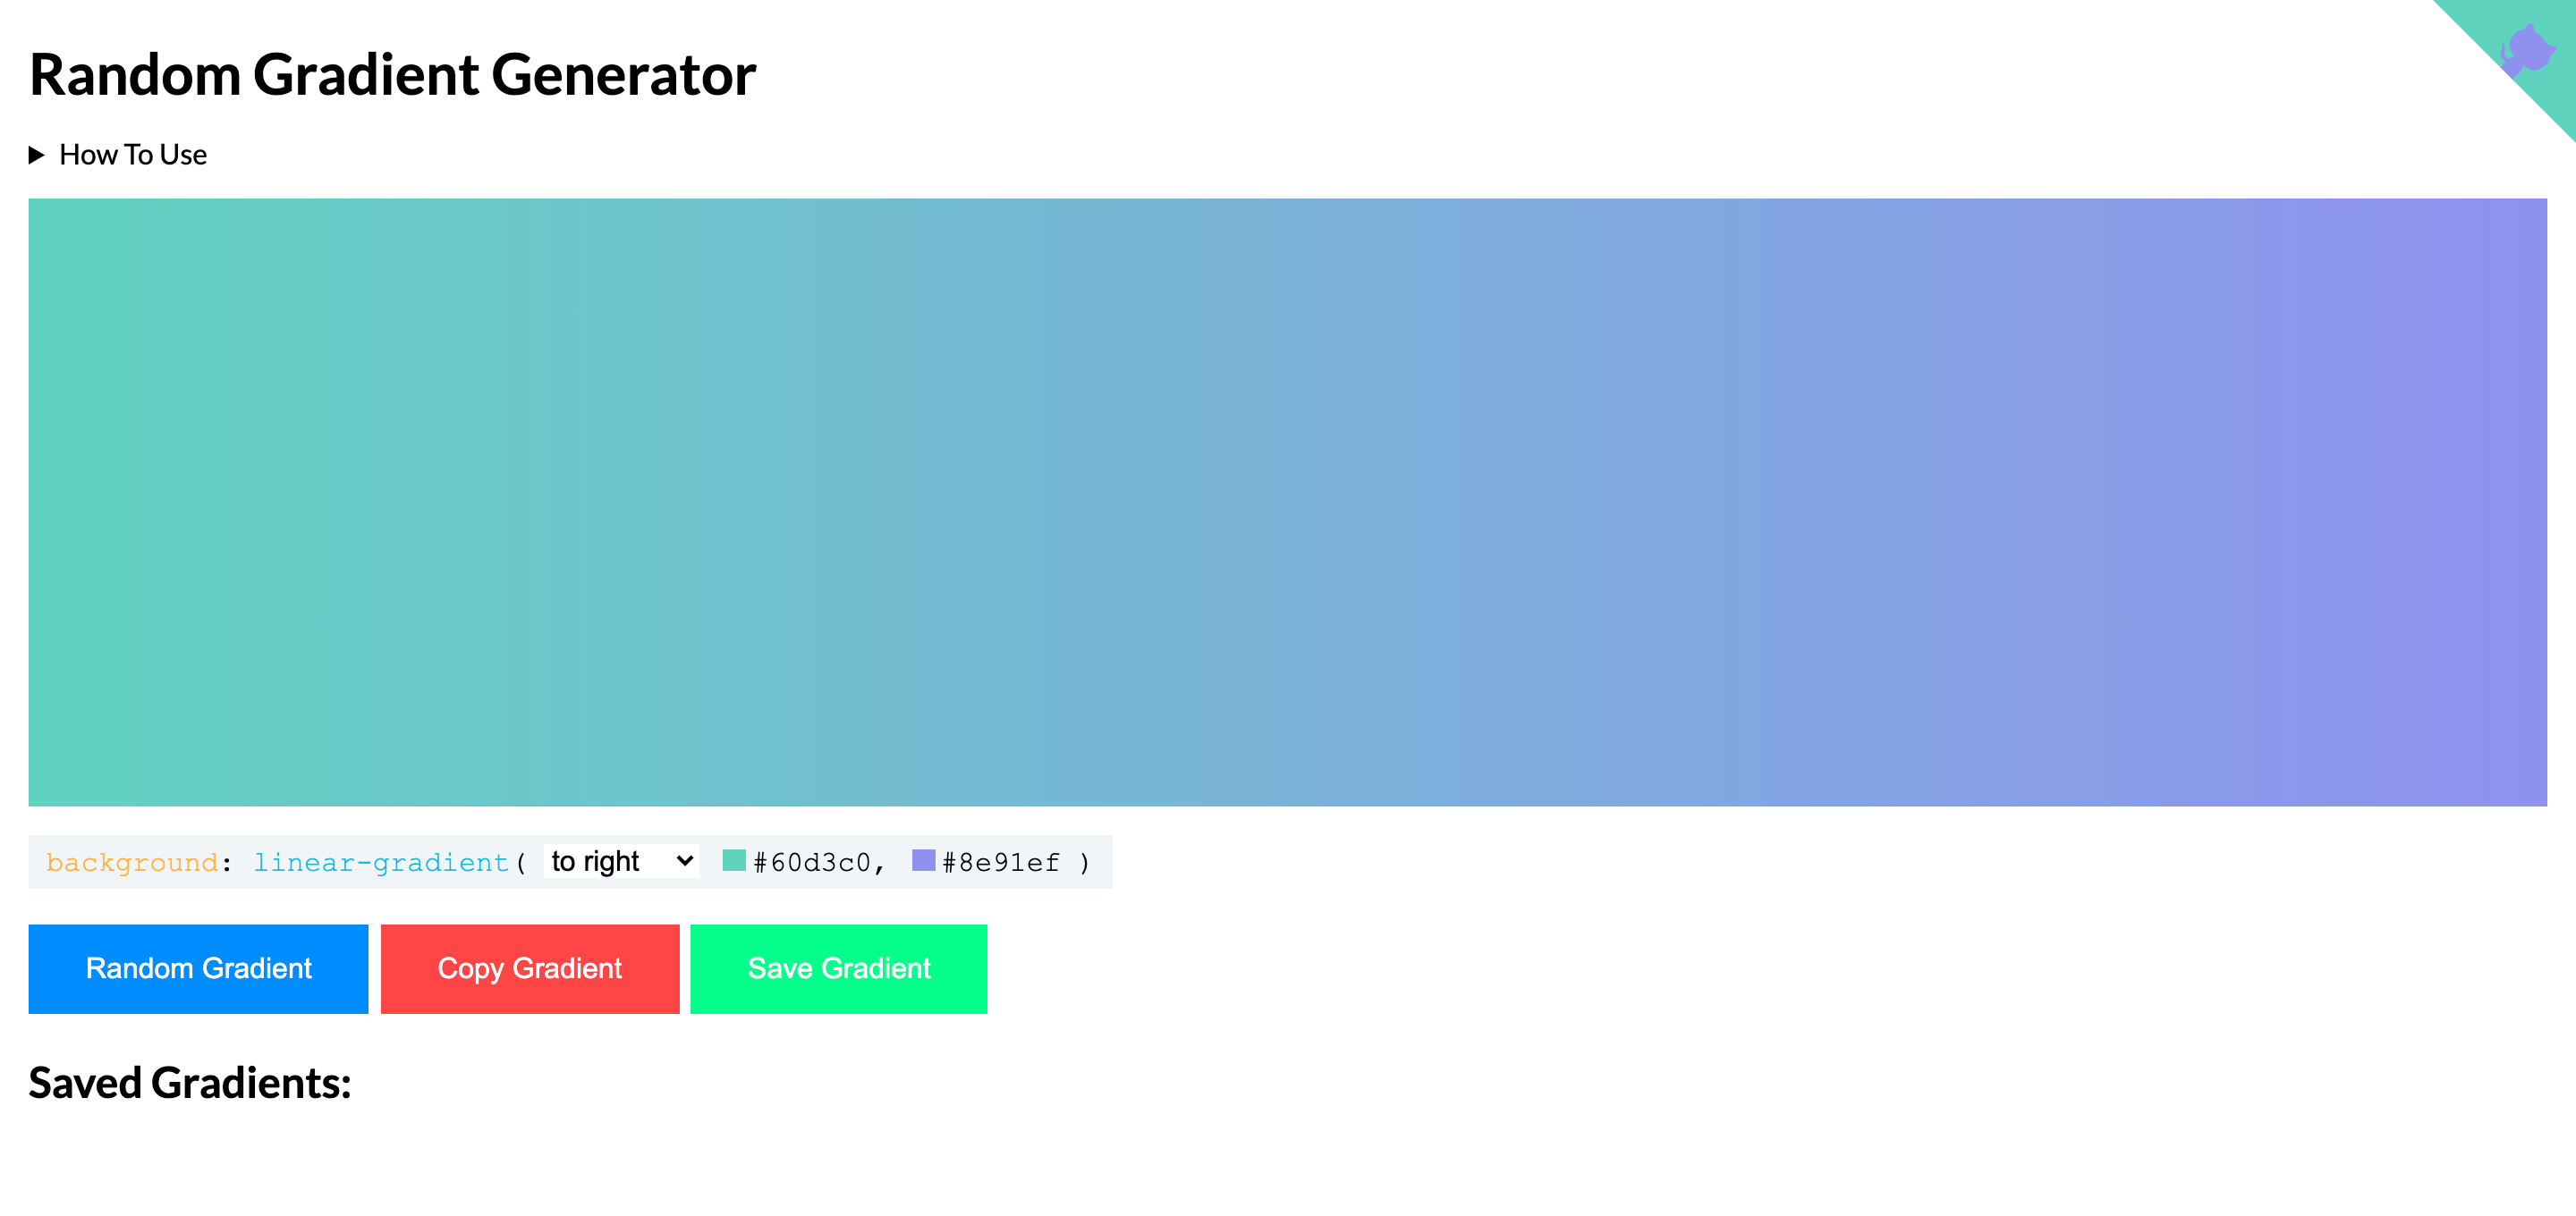 Random Gradient Generator
How To Use
background: linear-gradient( to right #60d3c0, #8e91ef )
Random Gradient Copy Gradient Save Gradient
Saved Gradients: